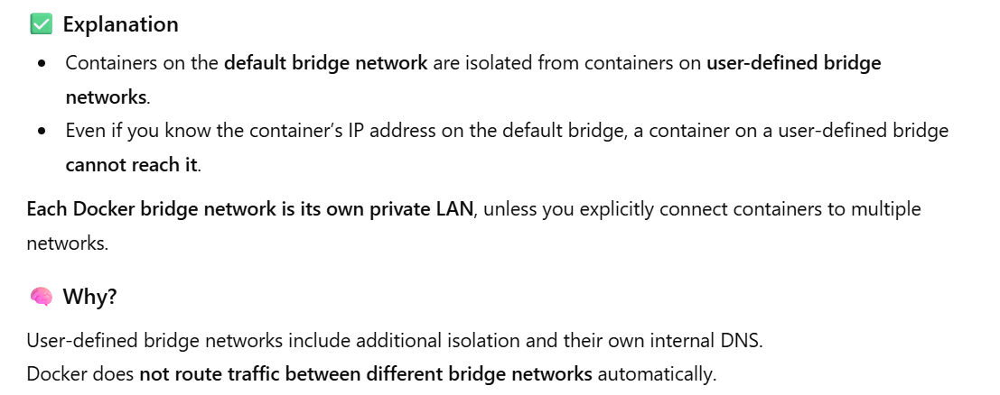 ✅ Explanation
• Containers on the default bridge network are isolated from containers on user-defined bridge
networks.
• Even if you know the container’s IP address on the default bridge, a container on a user-defined bridge
cannot reach it.
Each Docker bridge network is its own private LAN, unless you explicitly connect containers to multiple
networks.
🧠 Why?
User-defined bridge networks include additional isolation and their own internal DNS.
Docker does not route traffic between different bridge networks automatically.